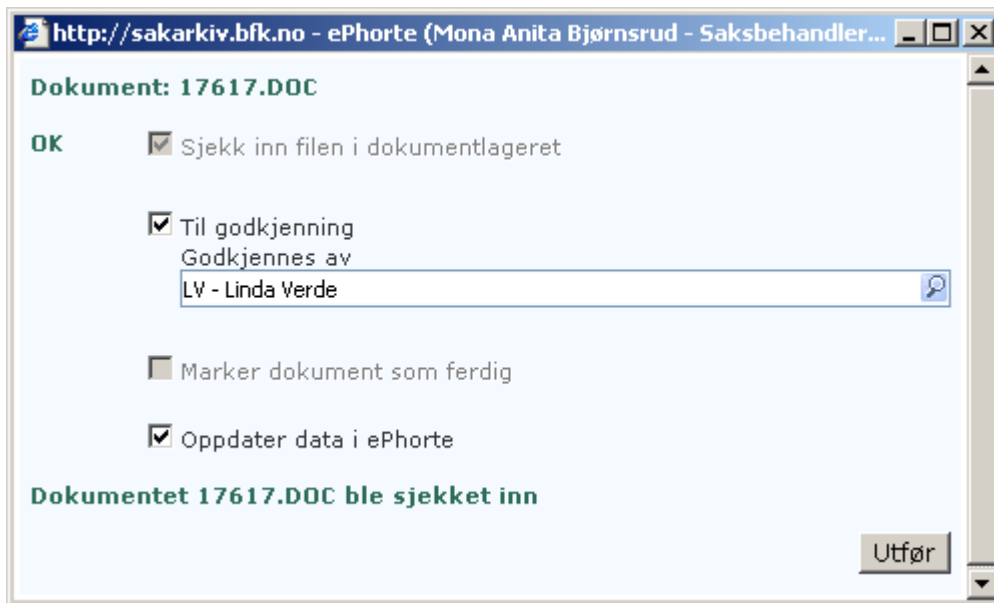 http://sakarkiv.bfk.no - ePhorte (Mona Anita Bjørnsrud - Saksbehandler...
Dokument: 17617.DOC
OK Sjekk inn filen i dokumentlageret
Til godkjenning
Godkjennes av
LV - Linda Verde
Marker dokument som ferdig
Oppdater data i ePhorte
Dokumentet 17617.DOC ble sjekket inn
Utfør